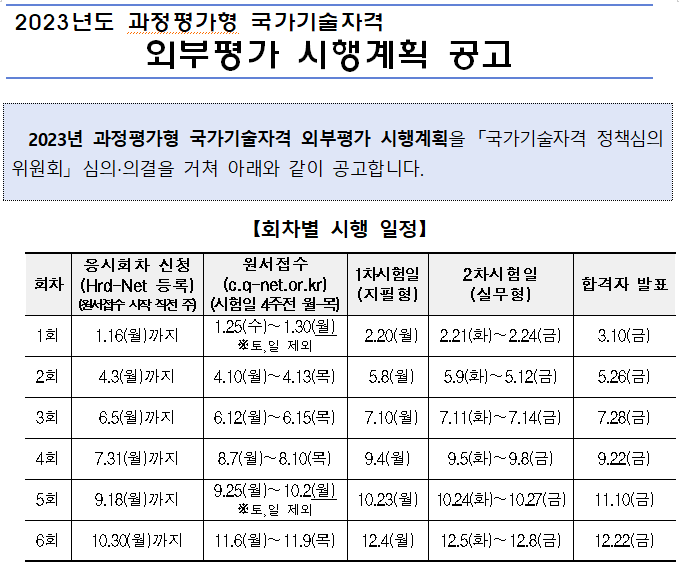 2023년도 과정평가형 국가기술자격
외부평가 시행계획 공고
2023년 과정평가형 국가기술자격 외부평가 시행계획을 「국가기술자격 정책심의
위원회」 심의·의결을 거쳐 아래와 같이 공고합니다.
【회차별 시행 일정】
회차 응시회차 신청 (Hrd-Net 등록) (원서접수 시작 직전 주) 원서접수 (c.q-net.or.kr) (시험일 4주전 월-목) 1차시험일 (지필형) 2차시험일 (실무형) 합격자 발표
1회 1.16(월)까지 1.25(수)~1.30(월) ※토,일 제외 2.20(월) 2.21(화)~2.24(금) 3.10(금)
2회 4.3(월)까지 4.10(월)~4.13(목) 5.8(월) 5.9(화)~5.12(금) 5.26(금)
3회 6.5(월)까지 6.12(월)~6.15(목) 7.10(월) 7.11(화)~7.14(금) 7.28(금)
4회 7.31(월)까지 8.7(월)~8.10(목) 9.4(월) 9.5(화)~9.8(금) 9.22(금)
5회 9.18(월)까지 9.25(월)~10.2(월) ※토,일 제외 10.23(월) 10.24(화)~10.27(금) 11.10(금)
6회 10.30(월)까지 11.6(월)~11.9(목) 12.4(월) 12.5(화)~12.8(금) 12.22(금)